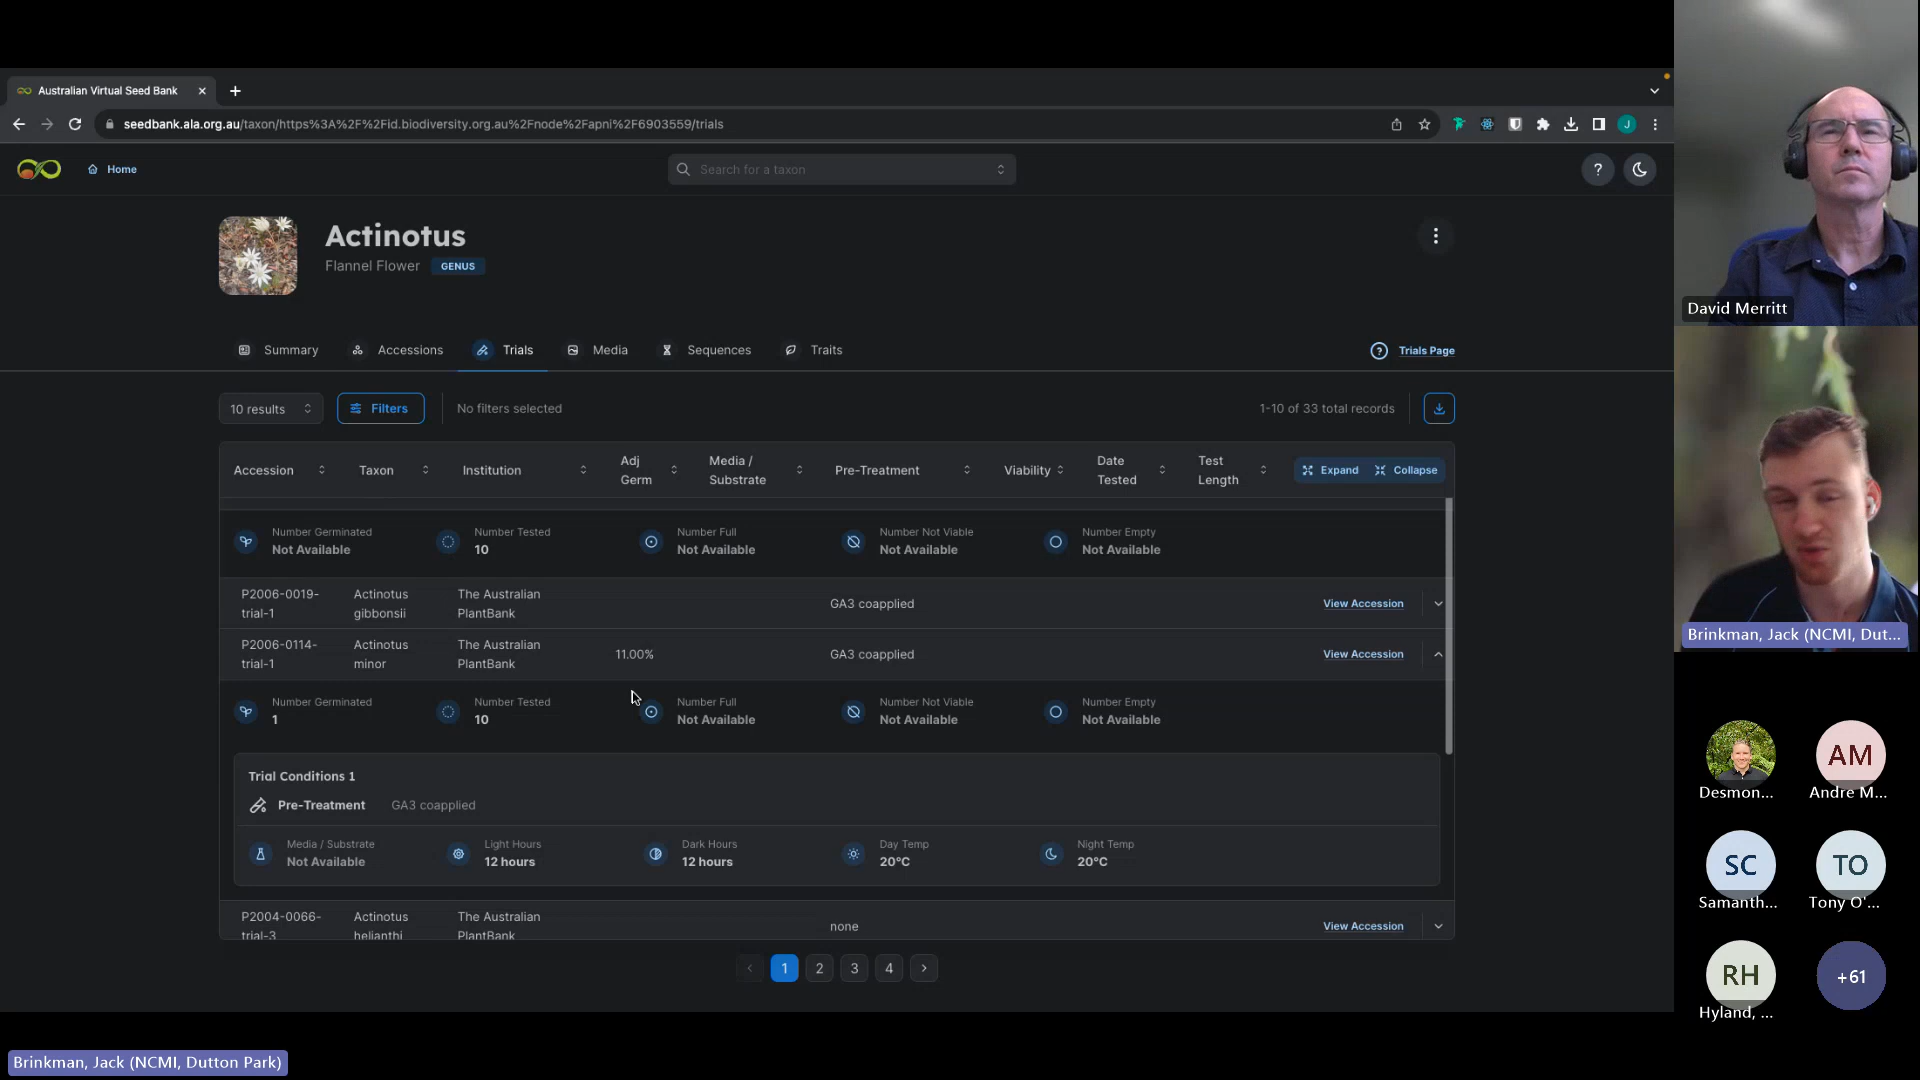 Australian Virtual Seed Bank
seedbank.ala.org.au/taxon/https%3A%2F%2Fid.biodiversity.org.au%2Fnode%2Fapni%2F6903559/trials
J
Home
Search for a taxon
?
Actinotus
Flannel Flower GENUS
Summary Accessions Trials Media Sequences Traits
? Trials Page
10 results Filters No filters selected 1-10 of 33 total records
Accession Taxon Institution Adj Germ Media / Substrate Pre-Treatment Viability Date Tested Test Length Expand Collapse
Number Germinated Number Tested Number Full Number Not Viable Number Empty
Not Available 10 Not Available Not Available Not Available
P2006-0019- Actinotus The Australian
trial-1 gibbonsii PlantBank
GA3 coapplied View Accession
P2006-0114- Actinotus The Australian
trial-1 minor PlantBank
11.00% GA3 coapplied View Accession
Number Germinated Number Tested Number Full Number Not Viable Number Empty
1 10 Not Available Not Available Not Available
Trial Conditions 1
Pre-Treatment GA3 coapplied
Media / Substrate Light Hours Dark Hours Day Temp Night Temp
Not Available 12 hours 12 hours 20°C 20°C
P2004-0066- Actinotus The Australian
trial-3 helianthi PlantBank
none View Accession
1 2 3 4
David Merritt
Brinkman, Jack (NCMI, Dut...
Desmon...
AM
Andre M...
SC
Samanth...
TO
Tony O'...
RH
Hyland, ...
+61
Brinkman, Jack (NCMI, Dutton Park)